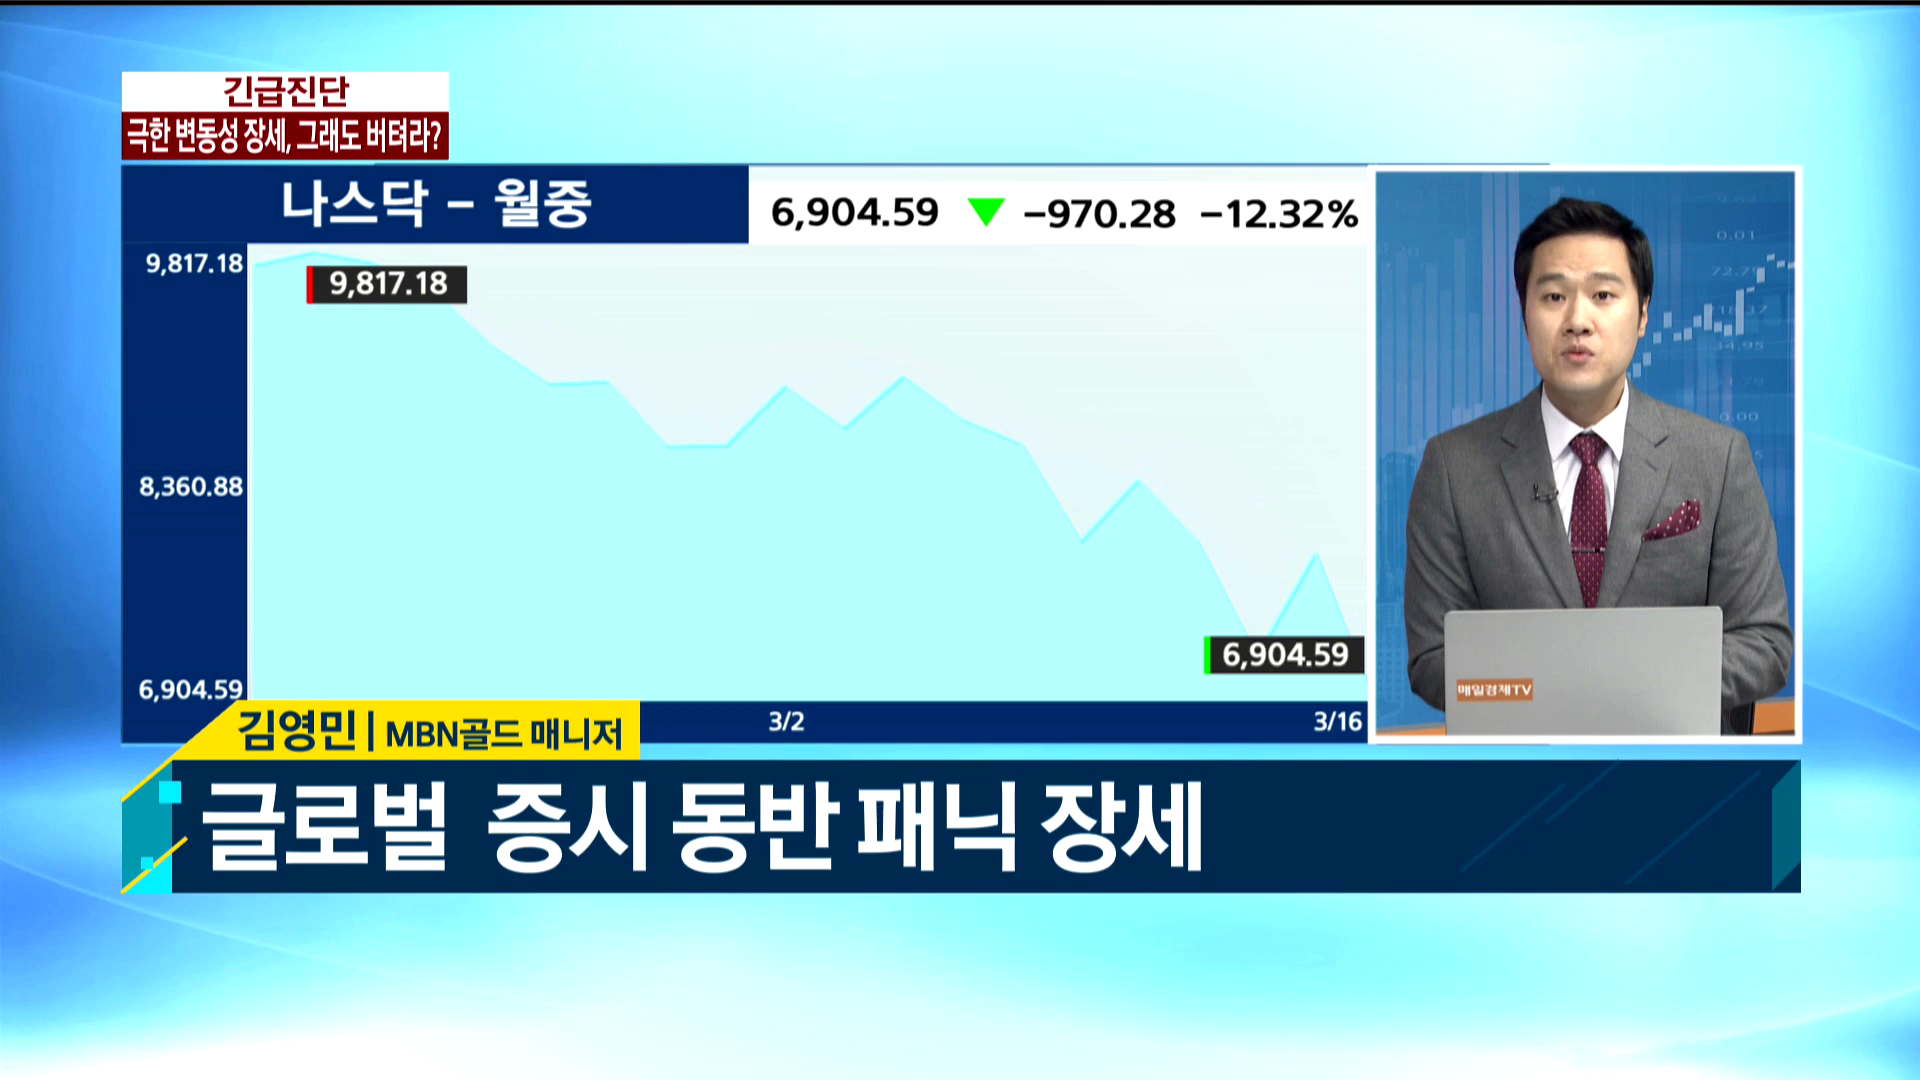 긴급진단
극한 변동성 장세, 그래도 버텨라?
나스닥 - 월중
6,904.59 ▼ -970.28 -12.32%
9,817.18
9,817.18
8,360.88
6,904.59
6,904.59
3/2
3/16
김영민 | MBN골드 매니저
글로벌 증시 동반 패닉 장세
매일경제TV
0.01